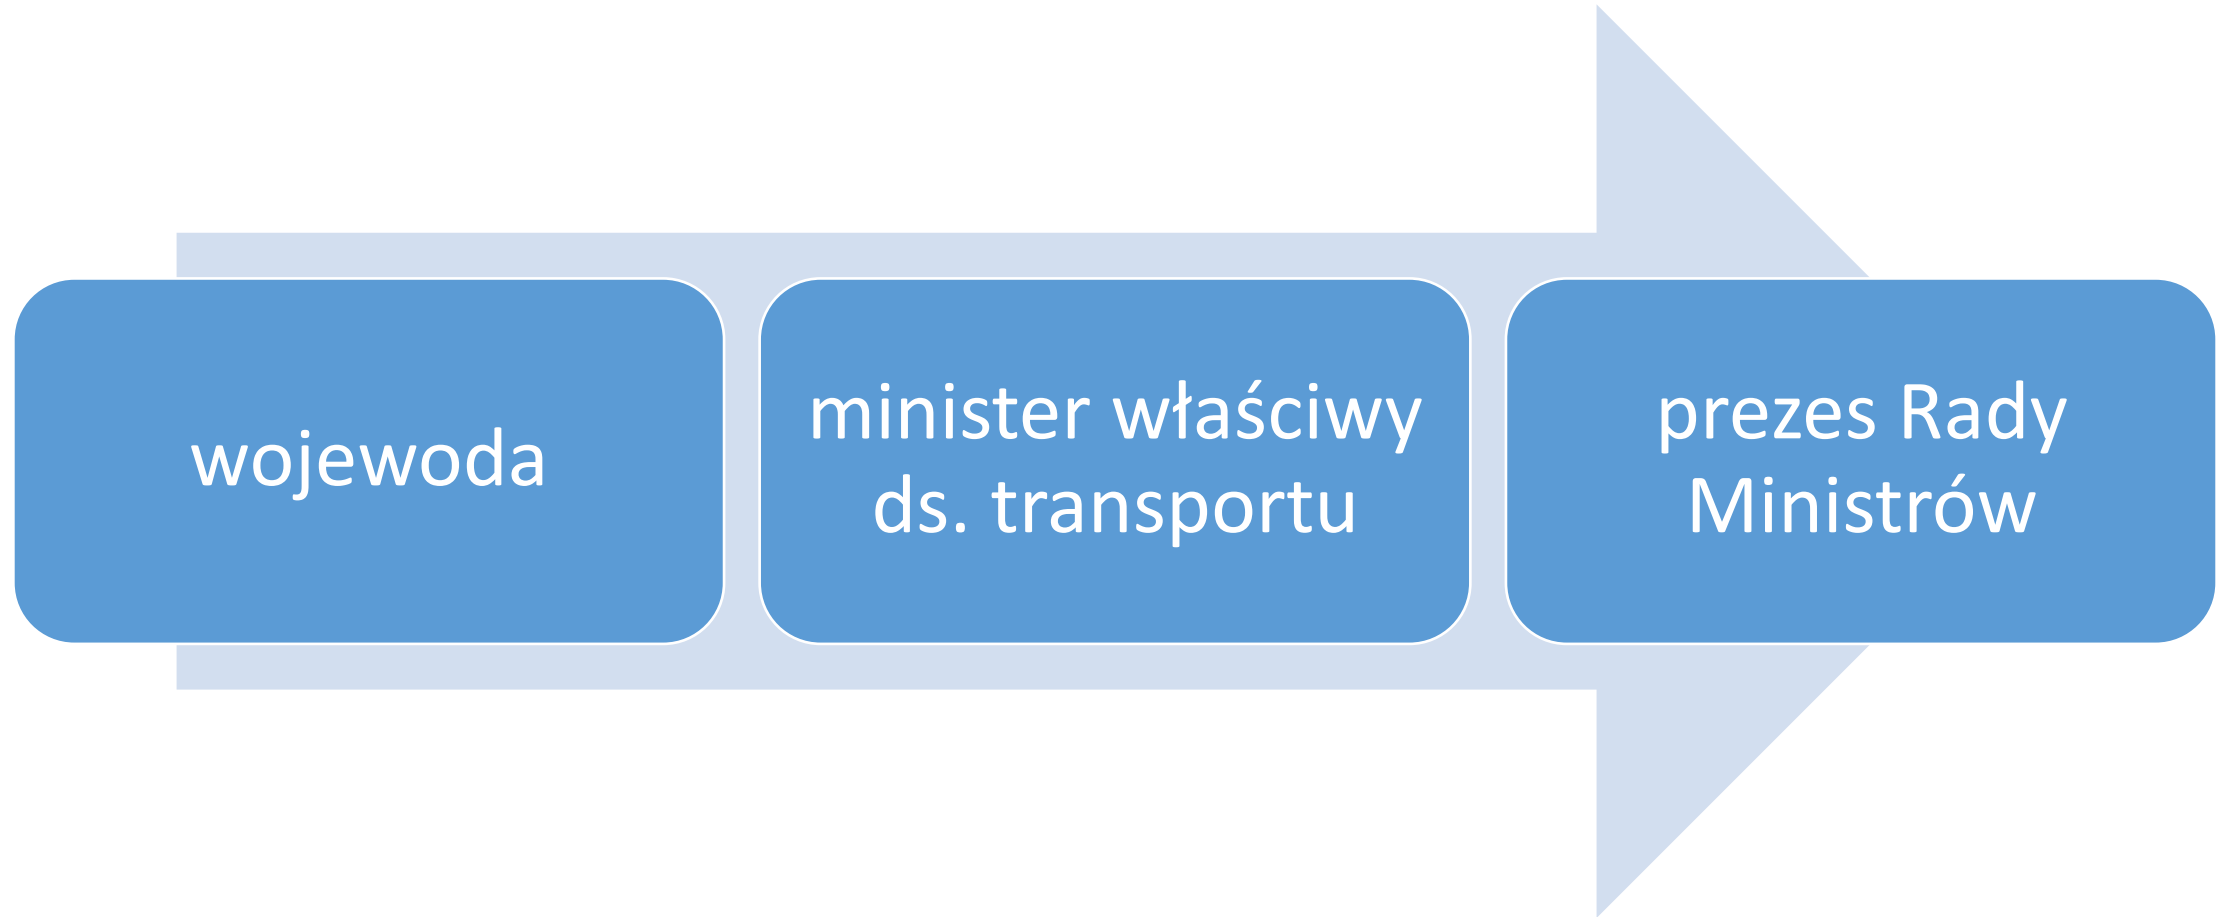 wojewoda
minister właściwy
ds. transportu
prezes Rady
Ministrów